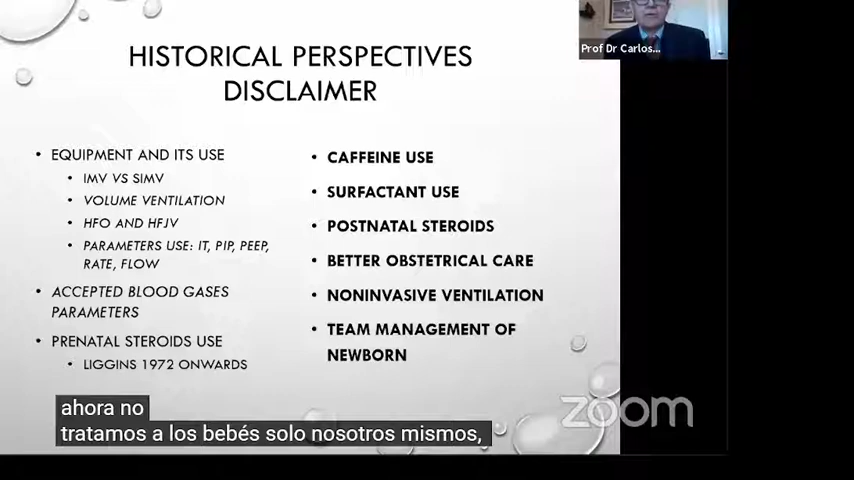 Prof Dr Carlos...
HISTORICAL PERSPECTIVES
DISCLAIMER
• EQUIPMENT AND ITS USE
• IMV VS SIMV
• VOLUME VENTILATION
• HFO AND HFJV
• PARAMETERS USE: IT, PIP, PEEP,
RATE, FLOW
• ACCEPTED BLOOD GASES
PARAMETERS
• PRENATAL STEROIDS USE
• LIGGINS 1972 ONWARDS
• CAFFEINE USE
• SURFACTANT USE
• POSTNATAL STEROIDS
• BETTER OBSTETRICAL CARE
• NONINVASIVE VENTILATION
• TEAM MANAGEMENT OF
NEWBORN
ahora no
tratamos a los bebés solo nosotros mismos,
zoom